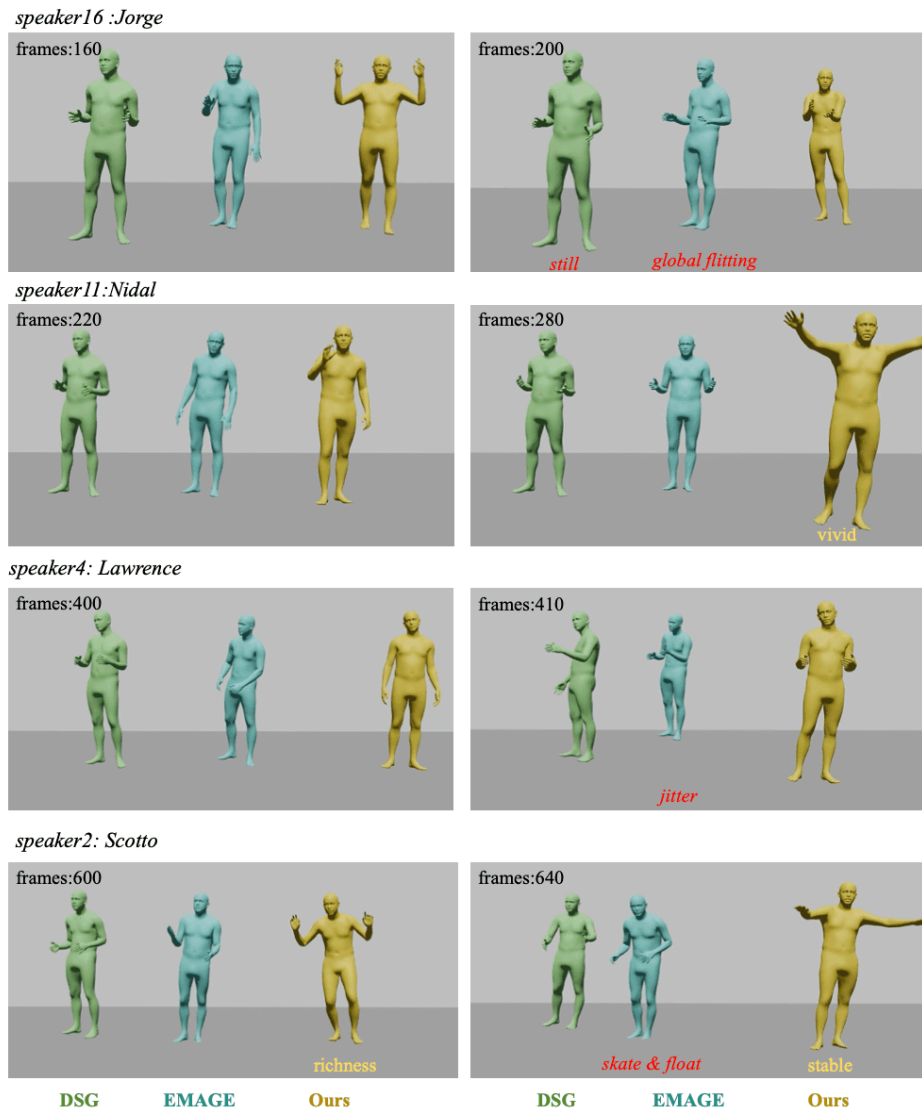 speaker16 :Jorge
frames:160
frames:200
still
global flitting
speaker11:Nidal
frames:220
frames:280
vivid
speaker4: Lawrence
frames:400
frames:410
jitter
speaker2: Scotto
frames:600
frames:640
richness
skate & float
stable
DSG EMAGE Ours DSG EMAGE Ours